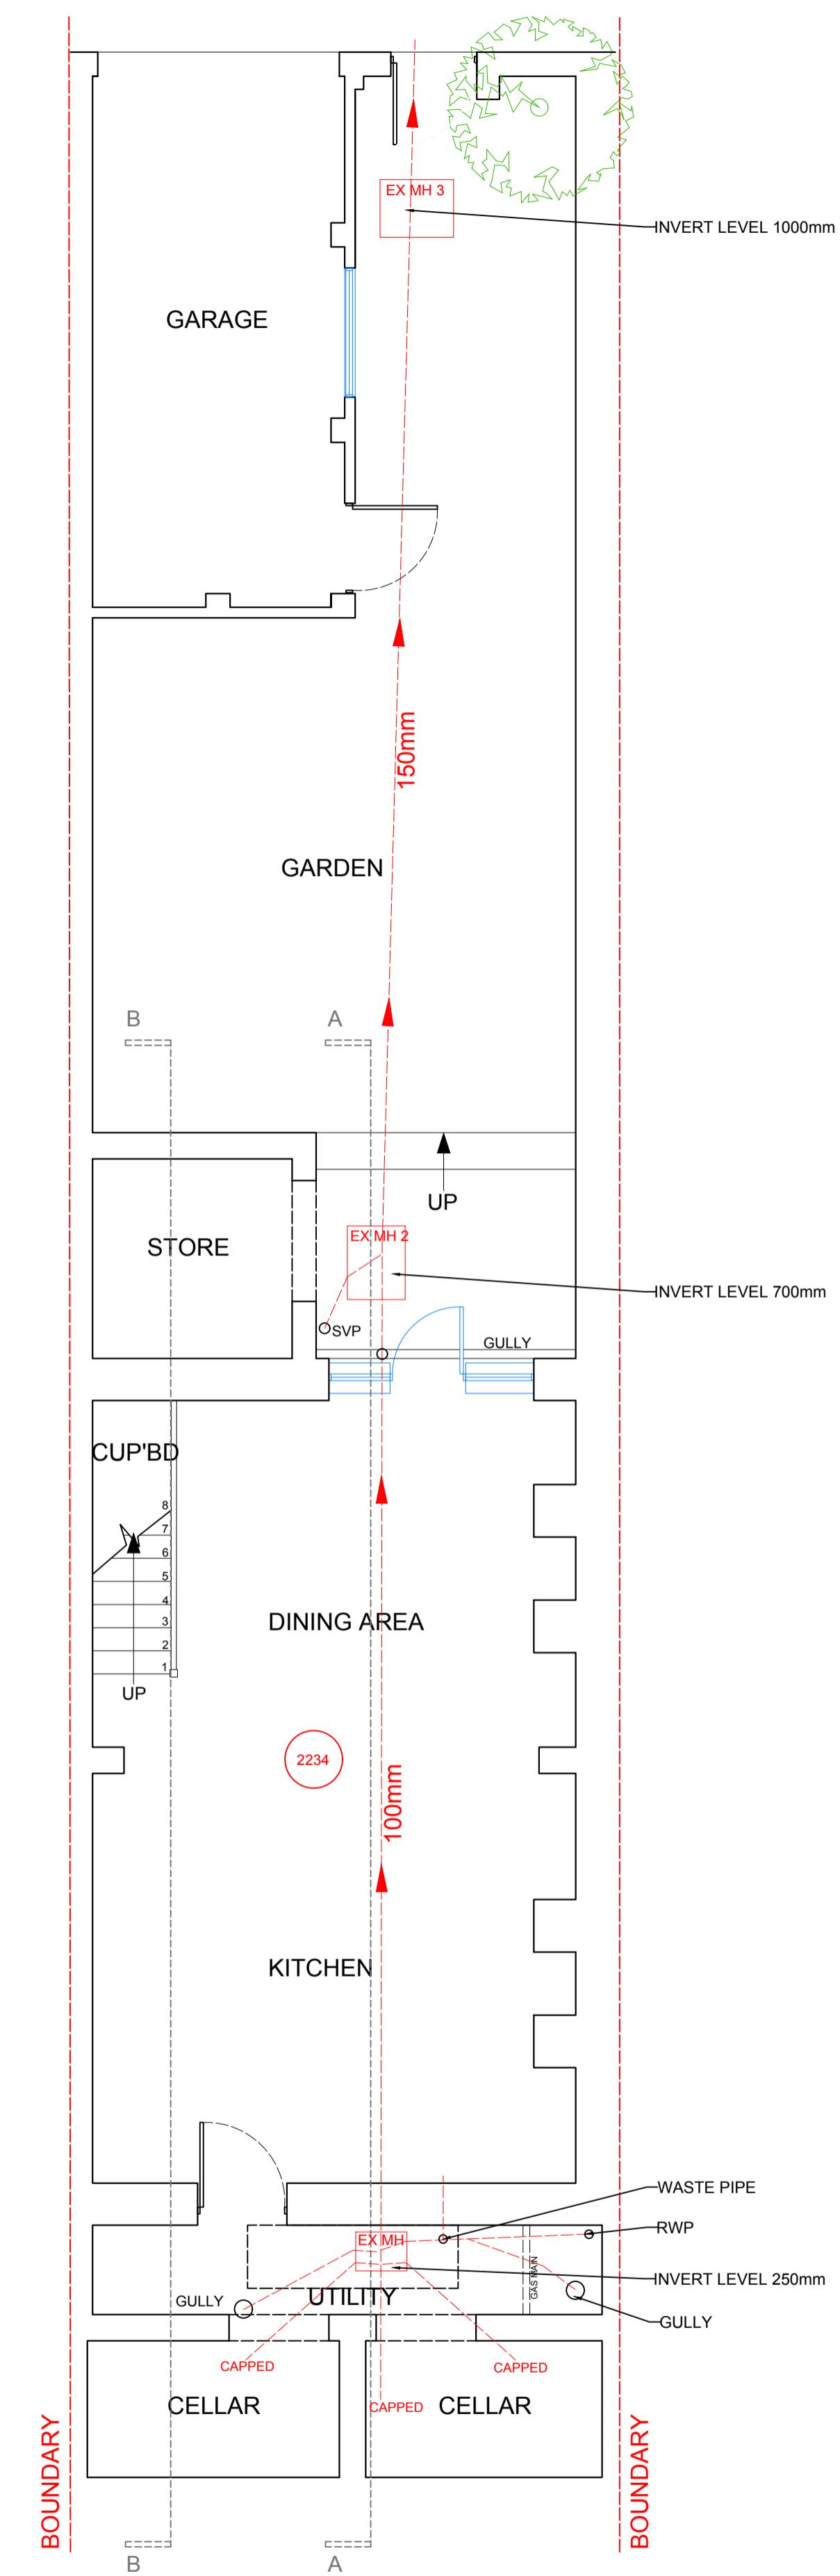 EX MH 3
INVERT LEVEL 1000mm
GARAGE
150mm
GARDEN
B
A
UP
EX MH 2
STORE
INVERT LEVEL 700mm
SVP
GULLY
CUP'BD
8
7
6
5
4
3
2
1
DINING AREA
UP
2234
100mm
KITCHEN
WASTE PIPE
RWP
EX MH
INVERT LEVEL 250mm
GAS MAIN
UTILITY
GULLY
GULLY
CAPPED
CAPPED
CAPPED
CELLAR
CELLAR
BOUNDARY
BOUNDARY
B
A